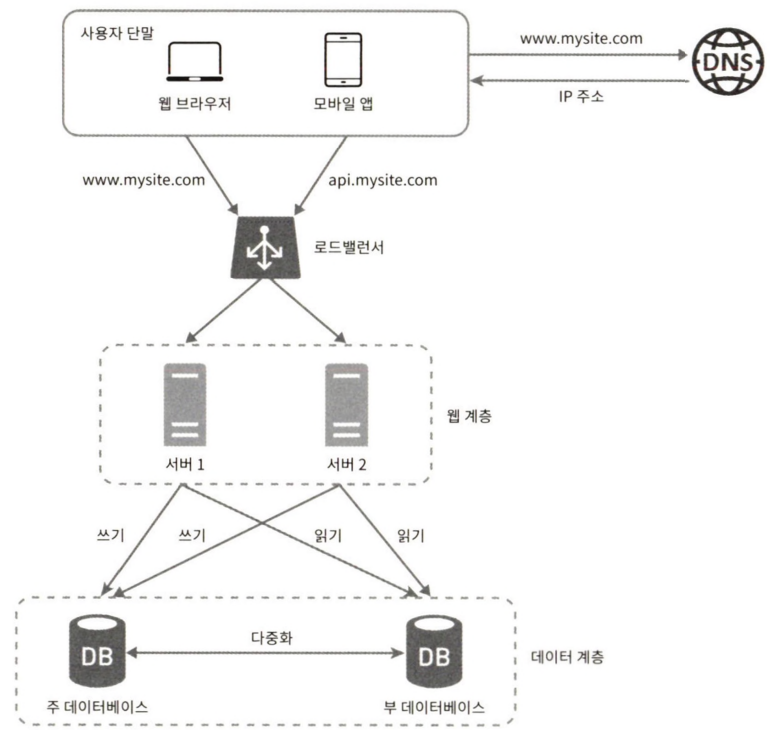 사용자 단말
웹 브라우저
모바일 앱
www.mysite.com
DNS
IP 주소
www.mysite.com
api.mysite.com
로드밸런서
서버 1
서버 2
웹 계층
쓰기
쓰기
읽기
읽기
다중화
DB
DB
주 데이터베이스
부 데이터베이스
데이터 계층